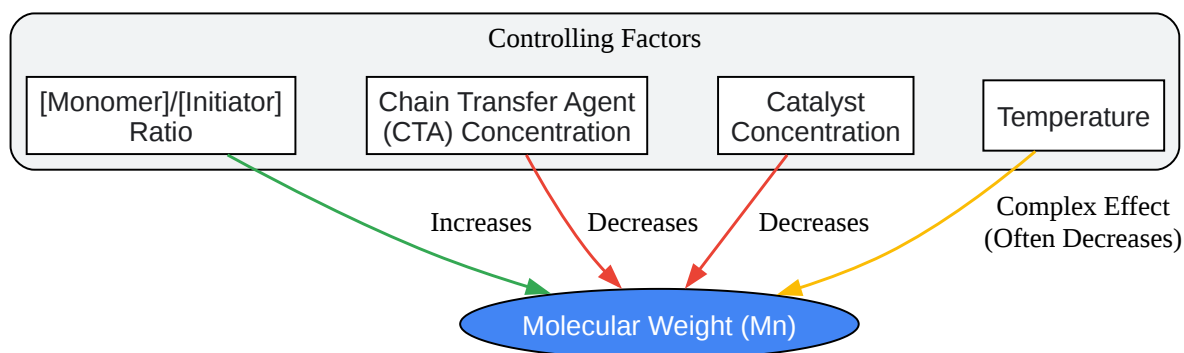 Controlling Factors
[Monomer]/[Initiator]
Ratio
Chain Transfer Agent
(CTA) Concentration
Catalyst
Concentration
Temperature
Increases
Decreases
Decreases
Complex Effect
(Often Decreases)
Molecular Weight (Mn)